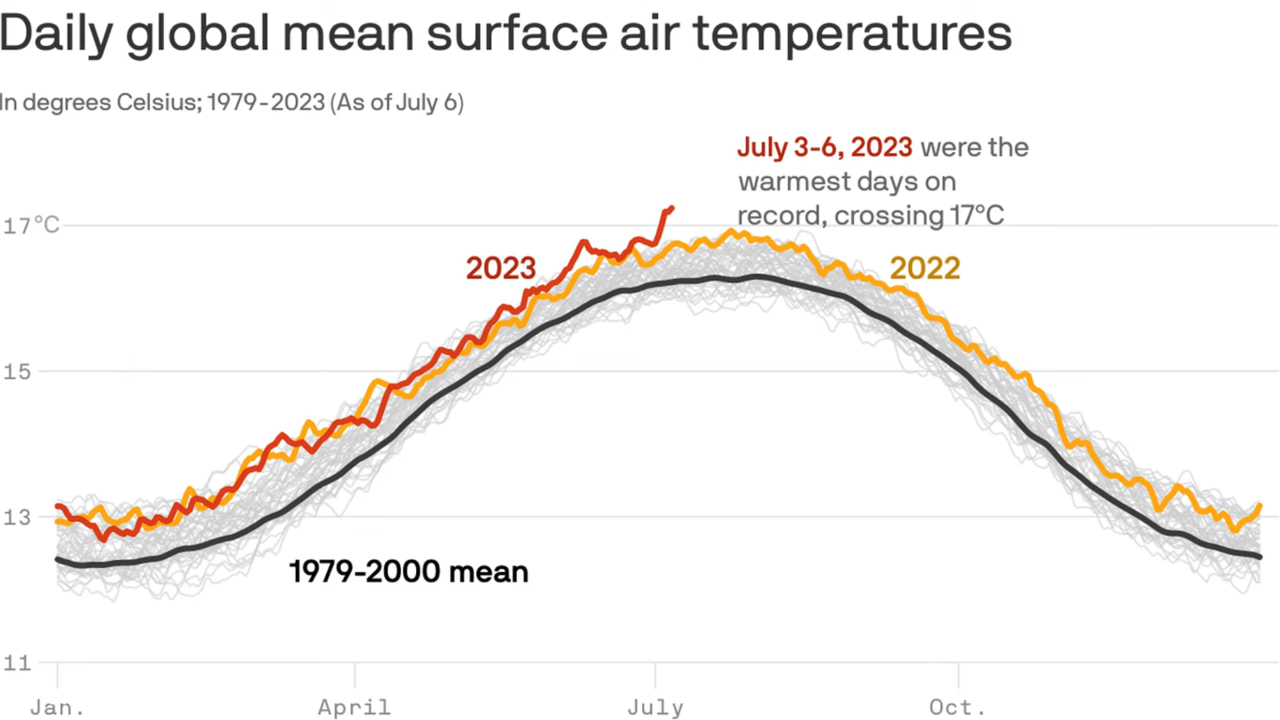 Daily global mean surface air temperatures
In degrees Celsius; 1979-2023 (As of July 6)
July 3-6, 2023 were the
warmest days on
record, crossing 17°C
17°C
2023
2022
15
13
1979-2000 mean
11
Jan.
April
July
Oct.